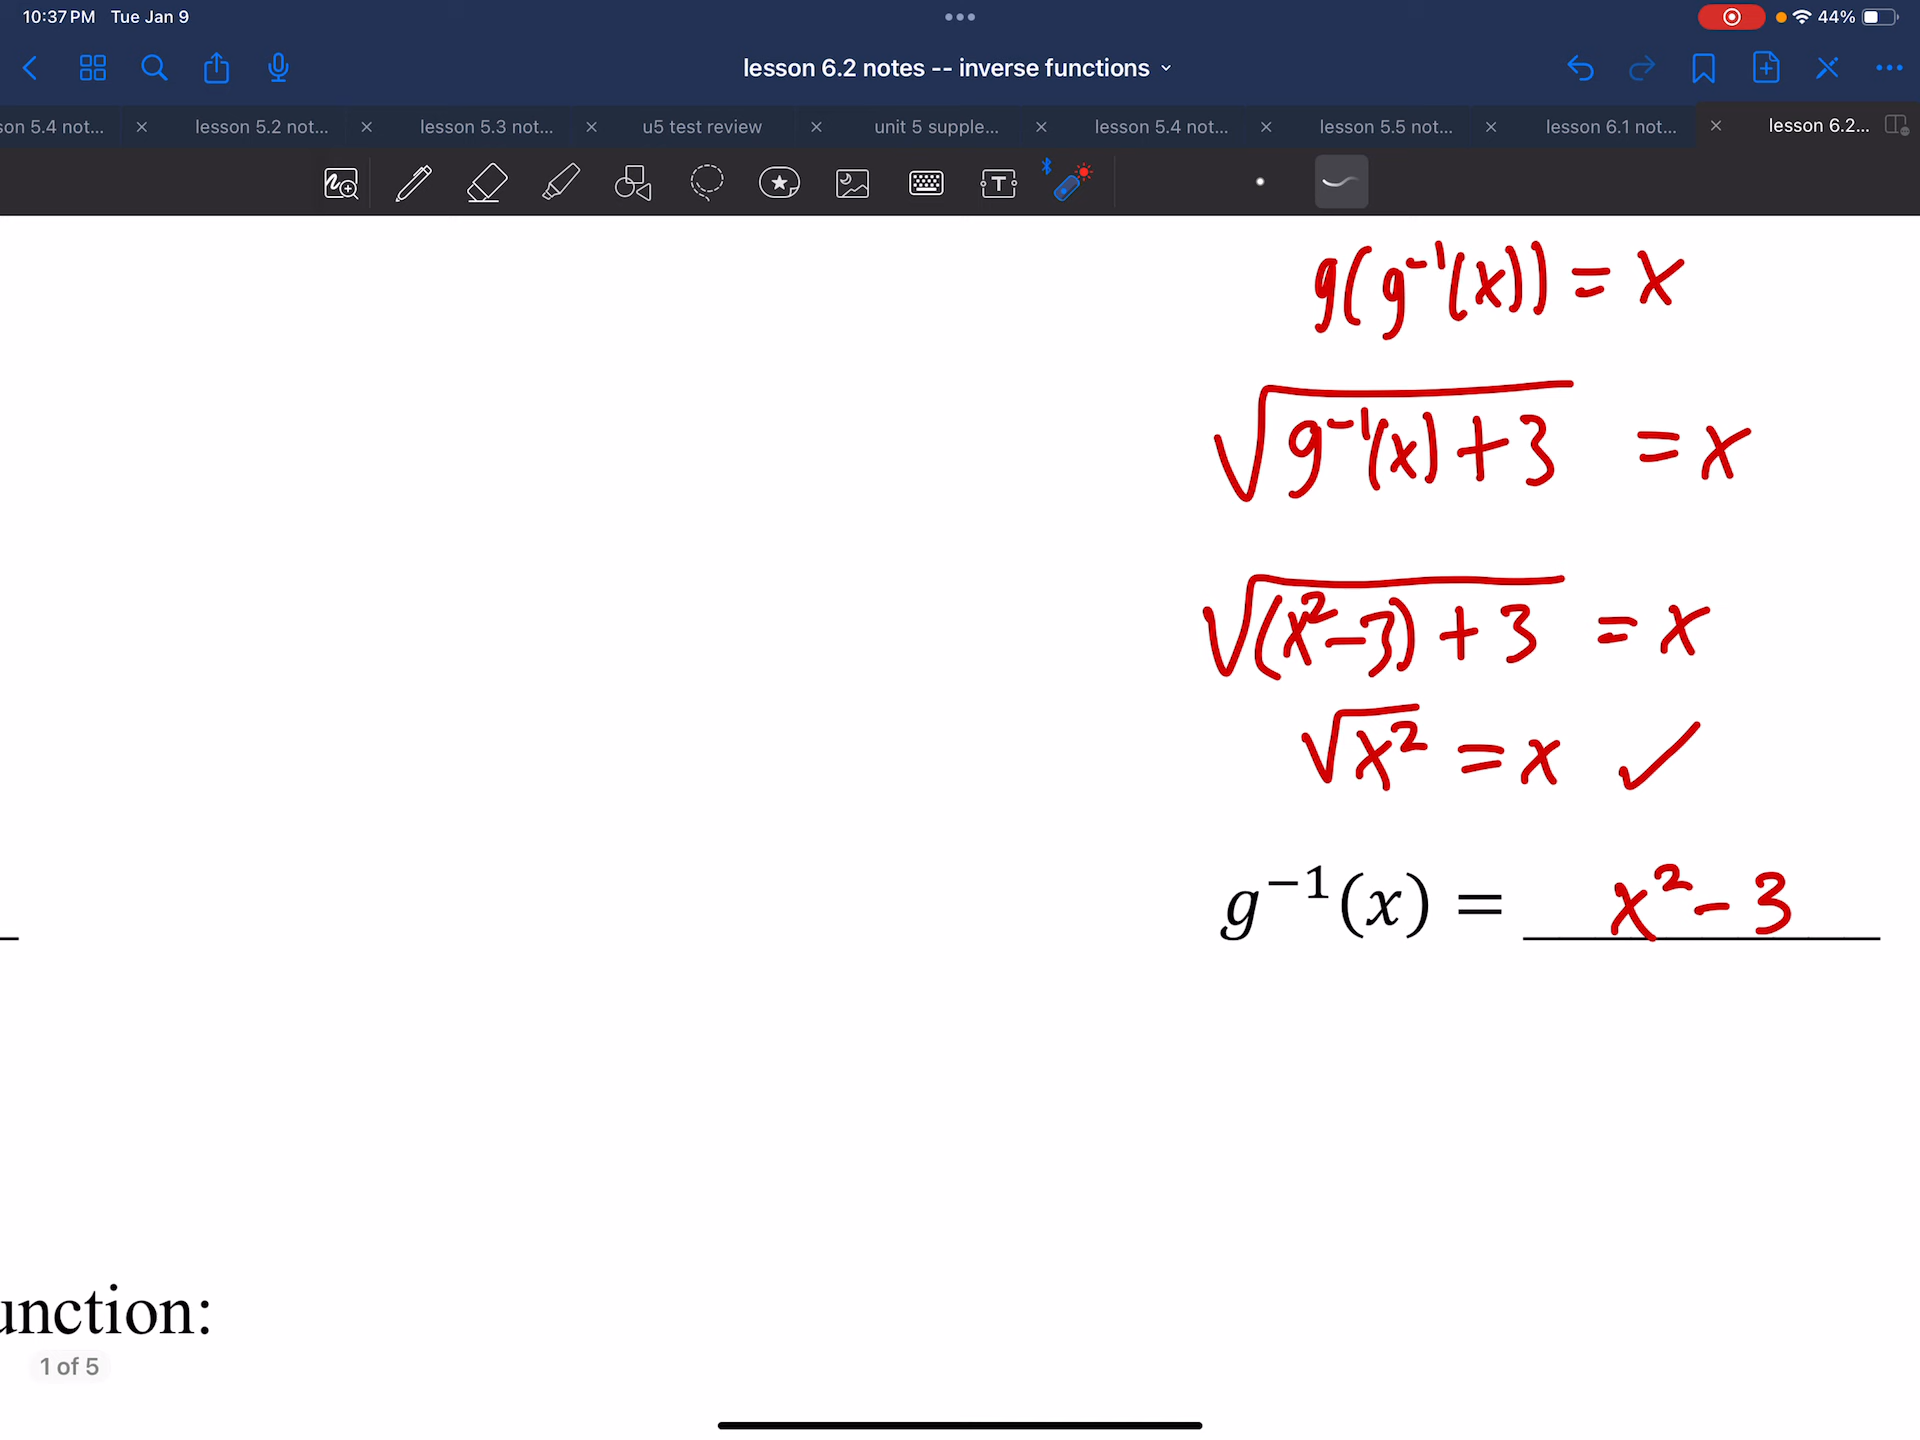 10:37 PM Tue Jan 9
44%
lesson 6.2 notes -- inverse functions
son 5.4 not... lesson 5.2 not... lesson 5.3 not... u5 test review unit 5 supple... lesson 5.4 not... lesson 5.5 not... lesson 6.1 not... lesson 6.2...
g(g⁻¹(x)) = x
√(g⁻¹(x) + 3) = x
√((x² − 3) + 3) = x
√x² = x ✓
g⁻¹(x) = x² − 3
unction:
1 of 5